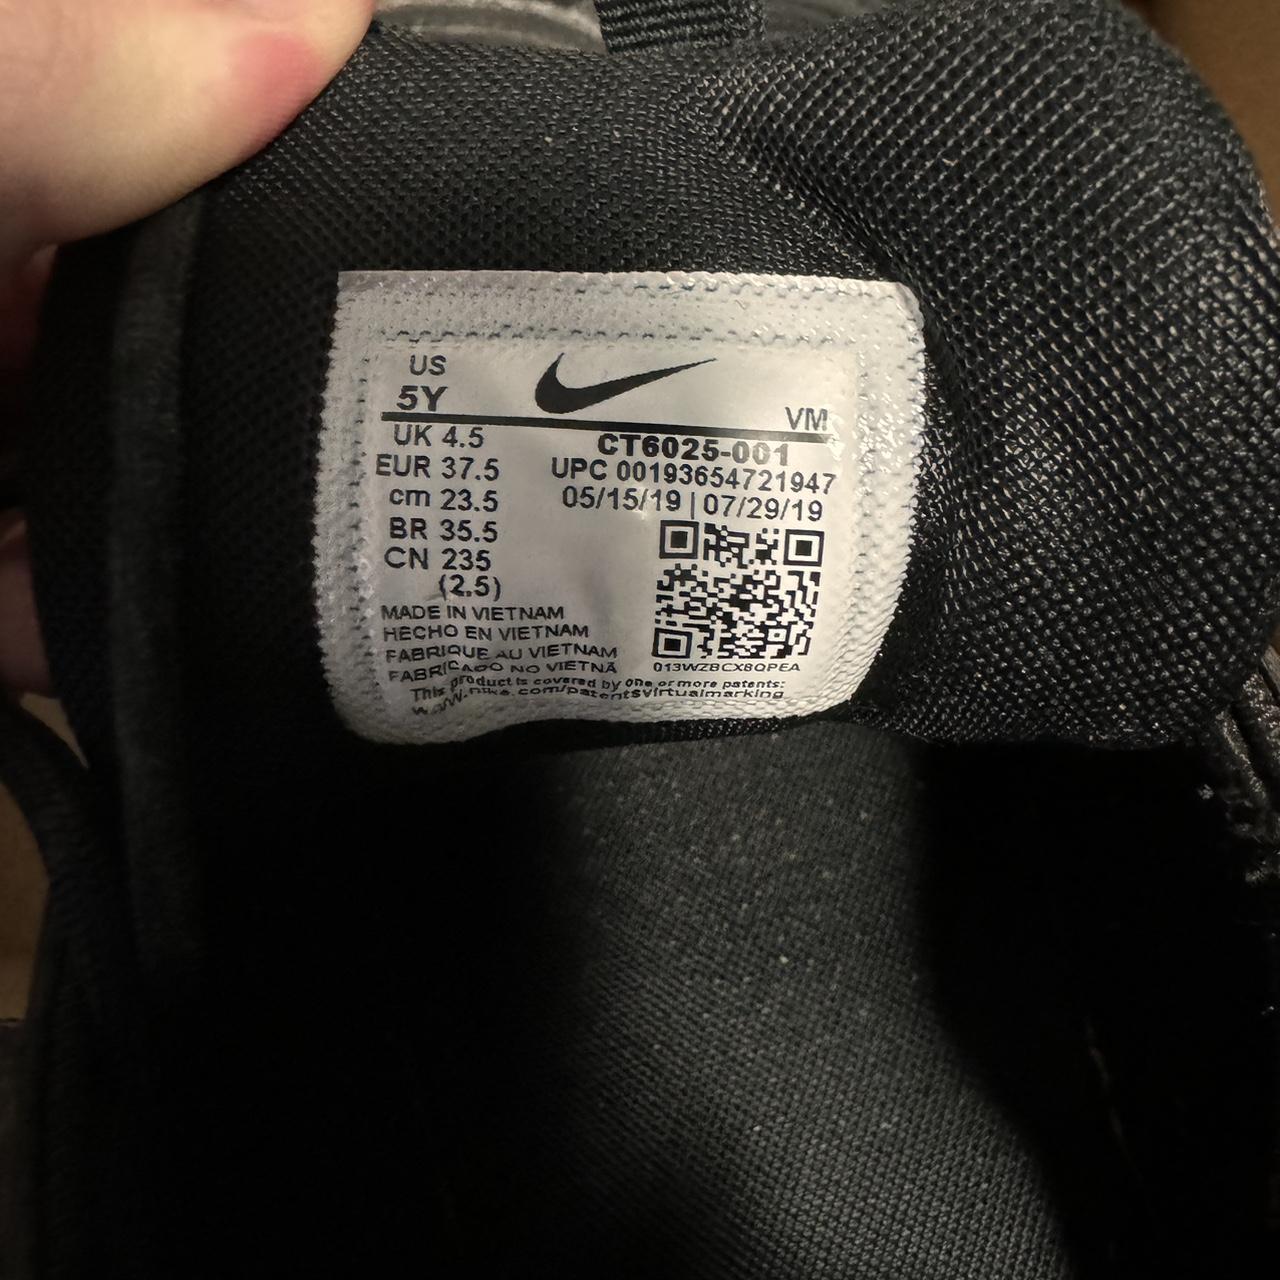 US
5Y
VM
UK 4.5
EUR 37.5
cm 23.5
BR 35.5
CN 235
(2.5)
CT6025-001
UPC 00193654721947
05/15/19 | 07/29/19
MADE IN VIETNAM
HECHO EN VIETNAM
FABRIQUE AU VIETNAM
FABRICADO NO VIETNÃ
013WZBCX8QPEA
This product is covered by one or more patents:
www.nike.com/patentsvirtualmarking